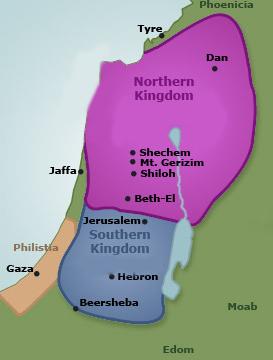 Phoenicia
Tyre
Dan
Northern
Kingdom
Shechem
Mt. Gerizim
Shiloh
Jaffa
Beth-El
Jerusalem
Southern
Kingdom
Philistia
Gaza
Hebron
Beersheba
Moab
Edom